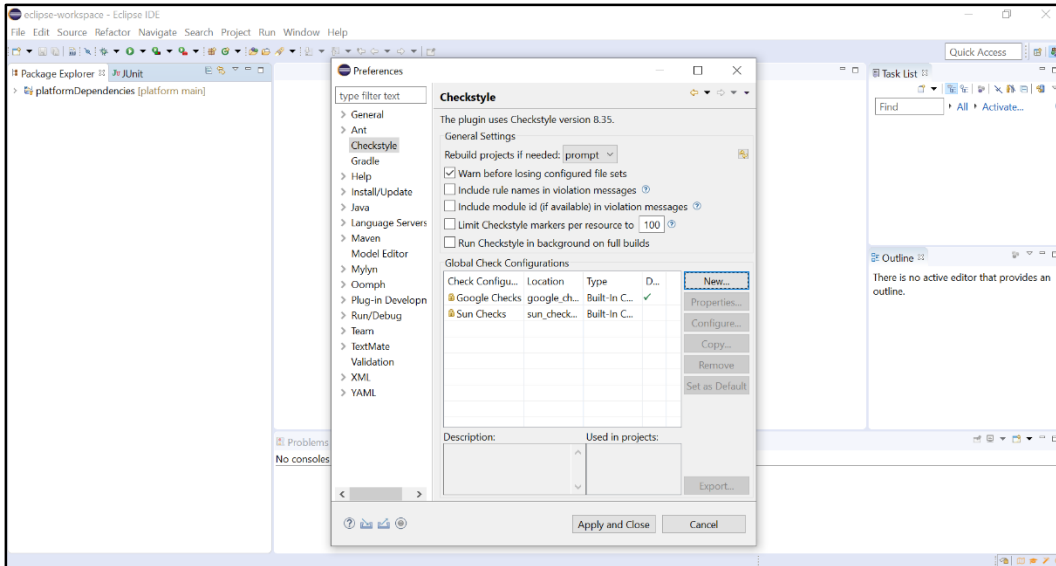 eclipse-workspace - Eclipse IDE
File Edit Source Refactor Navigate Search Project Run Window Help
Quick Access
Package Explorer JUnit
platformDependencies [platform main]
Preferences
type filter text
General
Ant
Checkstyle
Gradle
Help
Install/Update
Java
Language Servers
Maven
Model Editor
Mylyn
Oomph
Plug-in Developn
Run/Debug
Team
TextMate
Validation
XML
YAML
Checkstyle
The plugin uses Checkstyle version 8.35.
General Settings
Rebuild projects if needed: prompt
Warn before losing configured file sets
Include rule names in violation messages
Include module id (if available) in violation messages
Limit Checkstyle markers per resource to 100
Run Checkstyle in background on full builds
Global Check Configurations
Check Configu... Location Type D...
Google Checks google_ch... Built-In C...
Sun Checks sun_check... Built-In C...
New...
Properties...
Configure...
Copy...
Remove
Set as Default
Description: Used in projects:
Export...
Apply and Close Cancel
Problems
No consoles
Task List
Find All Activate...
Outline
There is no active editor that provides an
outline.